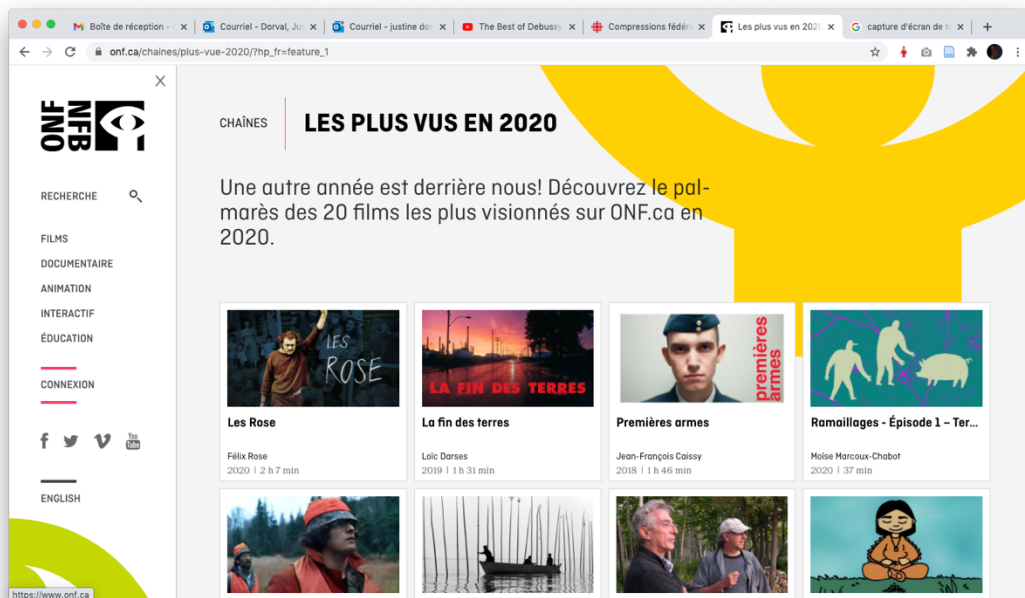 Boîte de réception -
Courriel - Dorval, Ju
Courriel - justine dor
The Best of Debussy
Compressions fédér
Les plus vus en 2020
capture d'écran de t
onf.ca/chaines/plus-vue-2020/?hp_fr=feature_1
ONF
NFB
RECHERCHE
FILMS
DOCUMENTAIRE
ANIMATION
INTERACTIF
ÉDUCATION
CONNEXION
You
Tube
ENGLISH
https://www.onf.ca
CHAÎNES
LES PLUS VUS EN 2020
Une autre année est derrière nous! Découvrez le pal-
marès des 20 films les plus visionnés sur ONF.ca en
2020.
LES
ROSE
Les Rose
Félix Rose
2020 | 2 h 7 min
LA FIN DES TERRES
La fin des terres
Loïc Darses
2019 | 1 h 31 min
premières
armes
Premières armes
Jean-François Caissy
2018 | 1 h 46 min
Ramaillages - Épisode 1 – Ter...
Moïse Marcoux-Chabot
2020 | 37 min